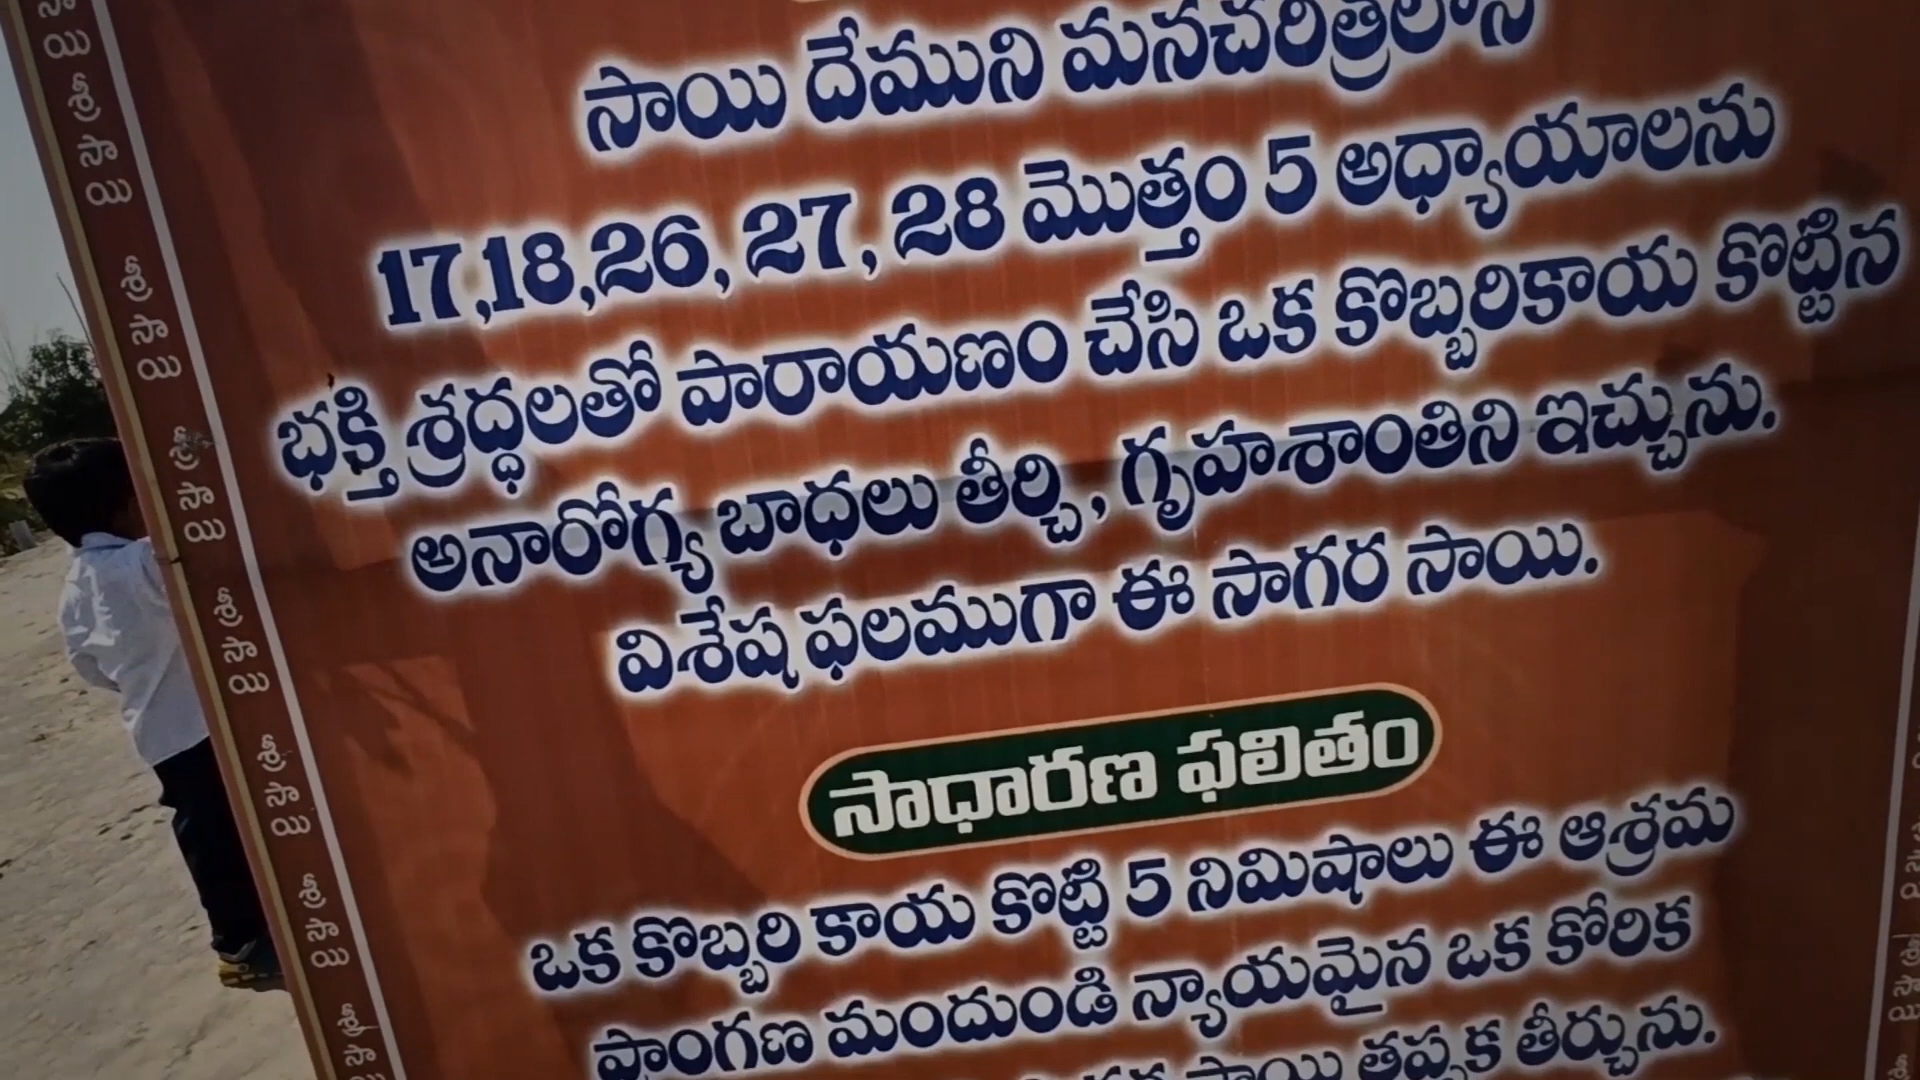 సాయి దేముని మనచరిత్రలోని
17,18,26, 27, 28 మొత్తం 5 అధ్యాయాలను
భక్తి శ్రద్ధలతో పారాయణం చేసి ఒక కొబ్బరికాయ కొట్టిన
అనారోగ్య బాధలు తీర్చి, గృహశాంతిని ఇచ్చును.
విశేష ఫలముగా ఈ సాగర సాయి.
సాధారణ ఫలితం
ఒక కొబ్బరి కాయ కొట్టి 5 నిమిషాలు ఈ ఆశ్రమ
ప్రాంగణ మందుండి న్యాయమైన ఒక కోరిక
సాయి తప్పక తీర్చును.
శ్రీ సాయి శ్రీ సాయి శ్రీ సాయి శ్రీ సాయి శ్రీ సాయి శ్రీ సాయి